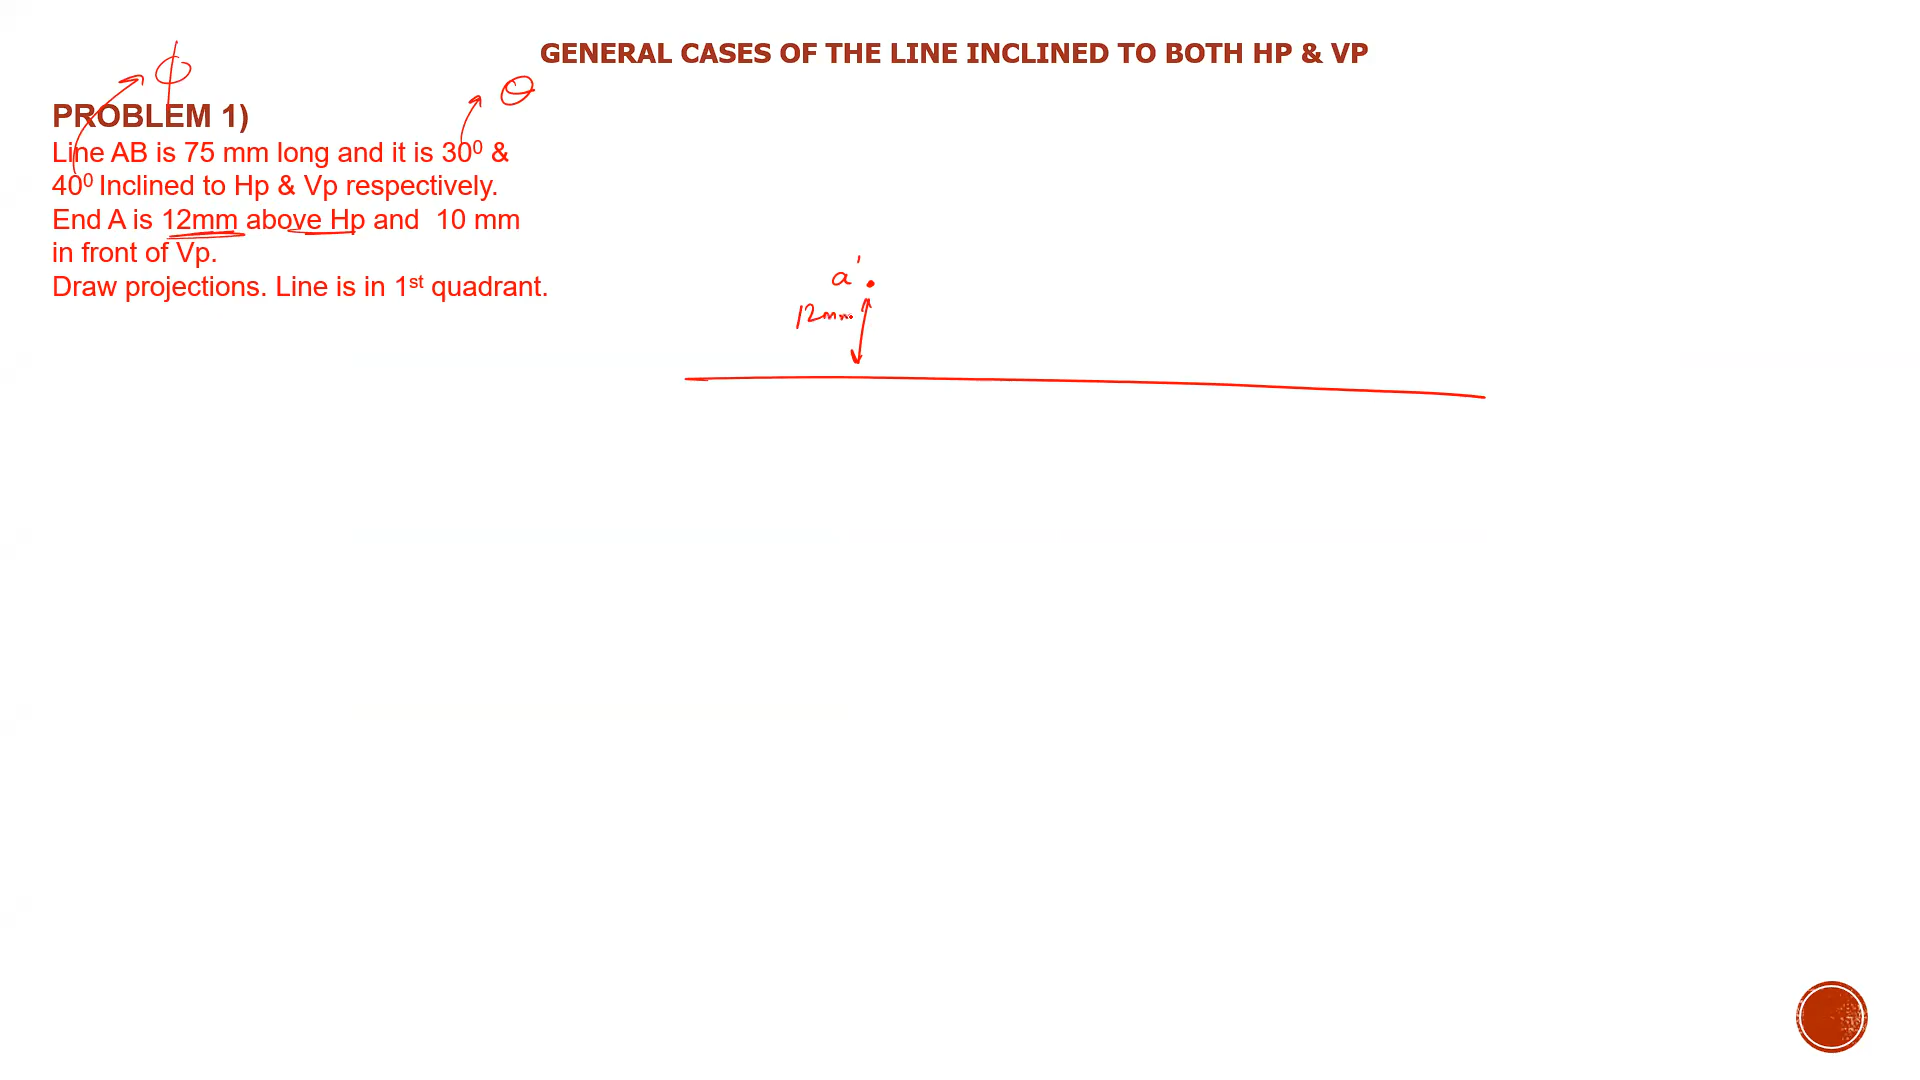 GENERAL CASES OF THE LINE INCLINED TO BOTH HP & VP
ϕ
θ
PROBLEM 1)
Line AB is 75 mm long and it is 30⁰ &
40⁰ Inclined to Hp & Vp respectively.
End A is 12mm above Hp and 10 mm
in front of Vp.
Draw projections. Line is in 1ˢᵗ quadrant.
a'
12mm